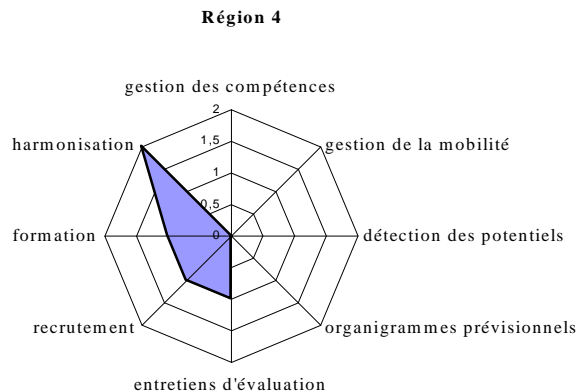 Région 4
gestion des compétences
2
harmonisation
gestion de la mobilité
1,5
1
0,5
formation
0
détection des potentiels
recrutement
organigrammes prévisionnels
entretiens d'évaluation